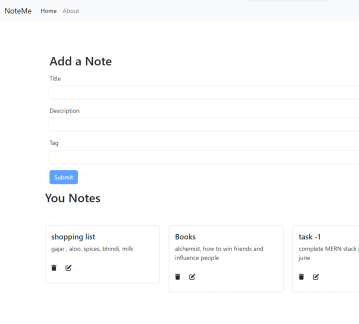 NoteMe Home About
Add a Note
Title
Description
Tag
Submit
You Notes
shopping list
gajar , aloo, spices, bhindi, milk
Books
alchemist, how to win friends and
influence people
task -1
complete MERN stack
june